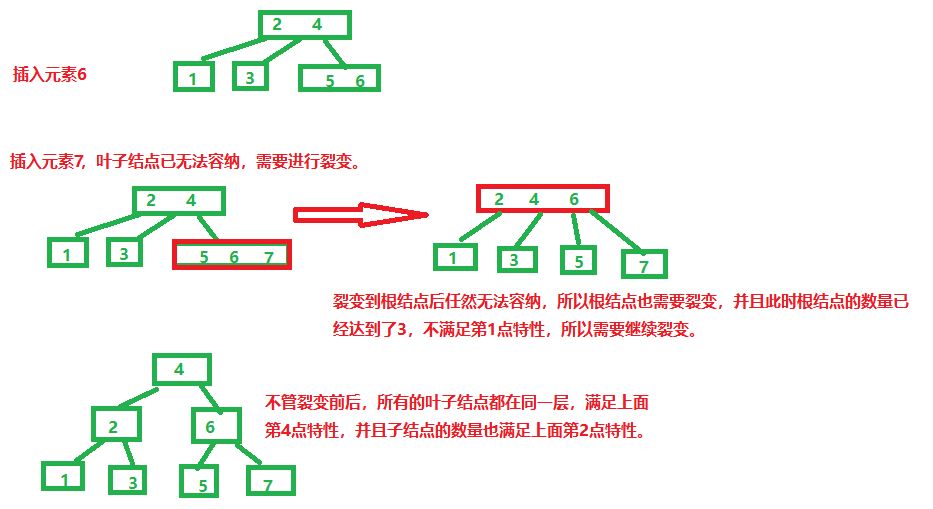 2 4
插入元素6
1 3 5 6
插入元素7, 叶子结点已无法容纳，需要进行裂变。
2 4
1 3 5 6 7
2 4 6
1 3 5 7
裂变到根结点后任然无法容纳，所以根结点也需要裂变，并且此时根结点的数量已
经达到了3，不满足第1点特性，所以需要继续裂变。
4
2 6
1 3 5 7
不管裂变前后，所有的叶子结点都在同一层，满足上面
第4点特性，并且子结点的数量也满足上面第2点特性。